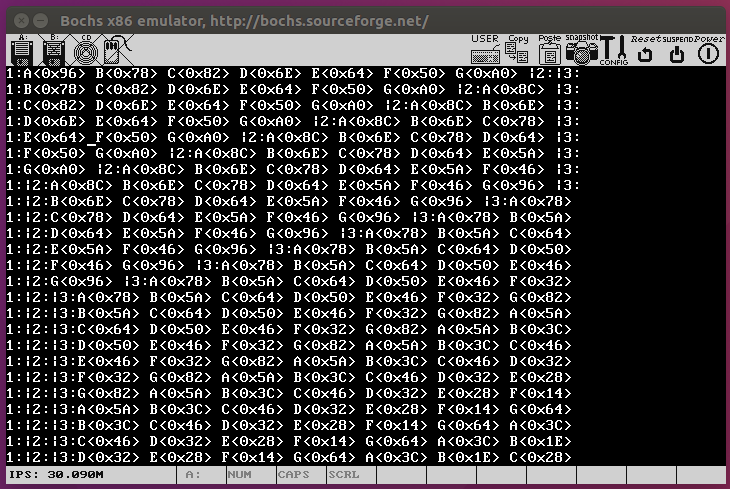 Bochs x86 emulator, http://bochs.sourceforge.net/
A: B: CD USER Copy Paste Snapshot CONFIG Reset SUSPEND Power
1:A(0x96) B(0x78) C(0x82) D(0x6E) E(0x64) F(0x50) G(0xA0) |2:|3:
1:B(0x78) C(0x82) D(0x6E) E(0x64) F(0x50) G(0xA0) |2:A(0x8C) |3:
1:C(0x82) D(0x6E) E(0x64) F(0x50) G(0xA0) |2:A(0x8C) B(0x6E) |3:
1:D(0x6E) E(0x64) F(0x50) G(0xA0) |2:A(0x8C) B(0x6E) C(0x78) |3:
1:E(0x64)_F(0x50) G(0xA0) |2:A(0x8C) B(0x6E) C(0x78) D(0x64) |3:
1:F(0x50) G(0xA0) |2:A(0x8C) B(0x6E) C(0x78) D(0x64) E(0x5A) |3:
1:G(0xA0) |2:A(0x8C) B(0x6E) C(0x78) D(0x64) E(0x5A) F(0x46) |3:
1:|2:A(0x8C) B(0x6E) C(0x78) D(0x64) E(0x5A) F(0x46) G(0x96) |3:
1:|2:B(0x6E) C(0x78) D(0x64) E(0x5A) F(0x46) G(0x96) |3:A(0x78)
1:|2:C(0x78) D(0x64) E(0x5A) F(0x46) G(0x96) |3:A(0x78) B(0x5A)
1:|2:D(0x64) E(0x5A) F(0x46) G(0x96) |3:A(0x78) B(0x5A) C(0x64)
1:|2:E(0x5A) F(0x46) G(0x96) |3:A(0x78) B(0x5A) C(0x64) D(0x50)
1:|2:F(0x46) G(0x96) |3:A(0x78) B(0x5A) C(0x64) D(0x50) E(0x46)
1:|2:G(0x96) |3:A(0x78) B(0x5A) C(0x64) D(0x50) E(0x46) F(0x32)
1:|2:|3:A(0x78) B(0x5A) C(0x64) D(0x50) E(0x46) F(0x32) G(0x82)
1:|2:|3:B(0x5A) C(0x64) D(0x50) E(0x46) F(0x32) G(0x82) A(0x5A)
1:|2:|3:C(0x64) D(0x50) E(0x46) F(0x32) G(0x82) A(0x5A) B(0x3C)
1:|2:|3:D(0x50) E(0x46) F(0x32) G(0x82) A(0x5A) B(0x3C) C(0x46)
1:|2:|3:E(0x46) F(0x32) G(0x82) A(0x5A) B(0x3C) C(0x46) D(0x32)
1:|2:|3:F(0x32) G(0x82) A(0x5A) B(0x3C) C(0x46) D(0x32) E(0x28)
1:|2:|3:G(0x82) A(0x5A) B(0x3C) C(0x46) D(0x32) E(0x28) F(0x14)
1:|2:|3:A(0x5A) B(0x3C) C(0x46) D(0x32) E(0x28) F(0x14) G(0x64)
1:|2:|3:B(0x3C) C(0x46) D(0x32) E(0x28) F(0x14) G(0x64) A(0x3C)
1:|2:|3:C(0x46) D(0x32) E(0x28) F(0x14) G(0x64) A(0x3C) B(0x1E)
1:|2:|3:D(0x32) E(0x28) F(0x14) G(0x64) A(0x3C) B(0x1E) C(0x28)
IPS: 30.090M A: NUM CAPS SCRL